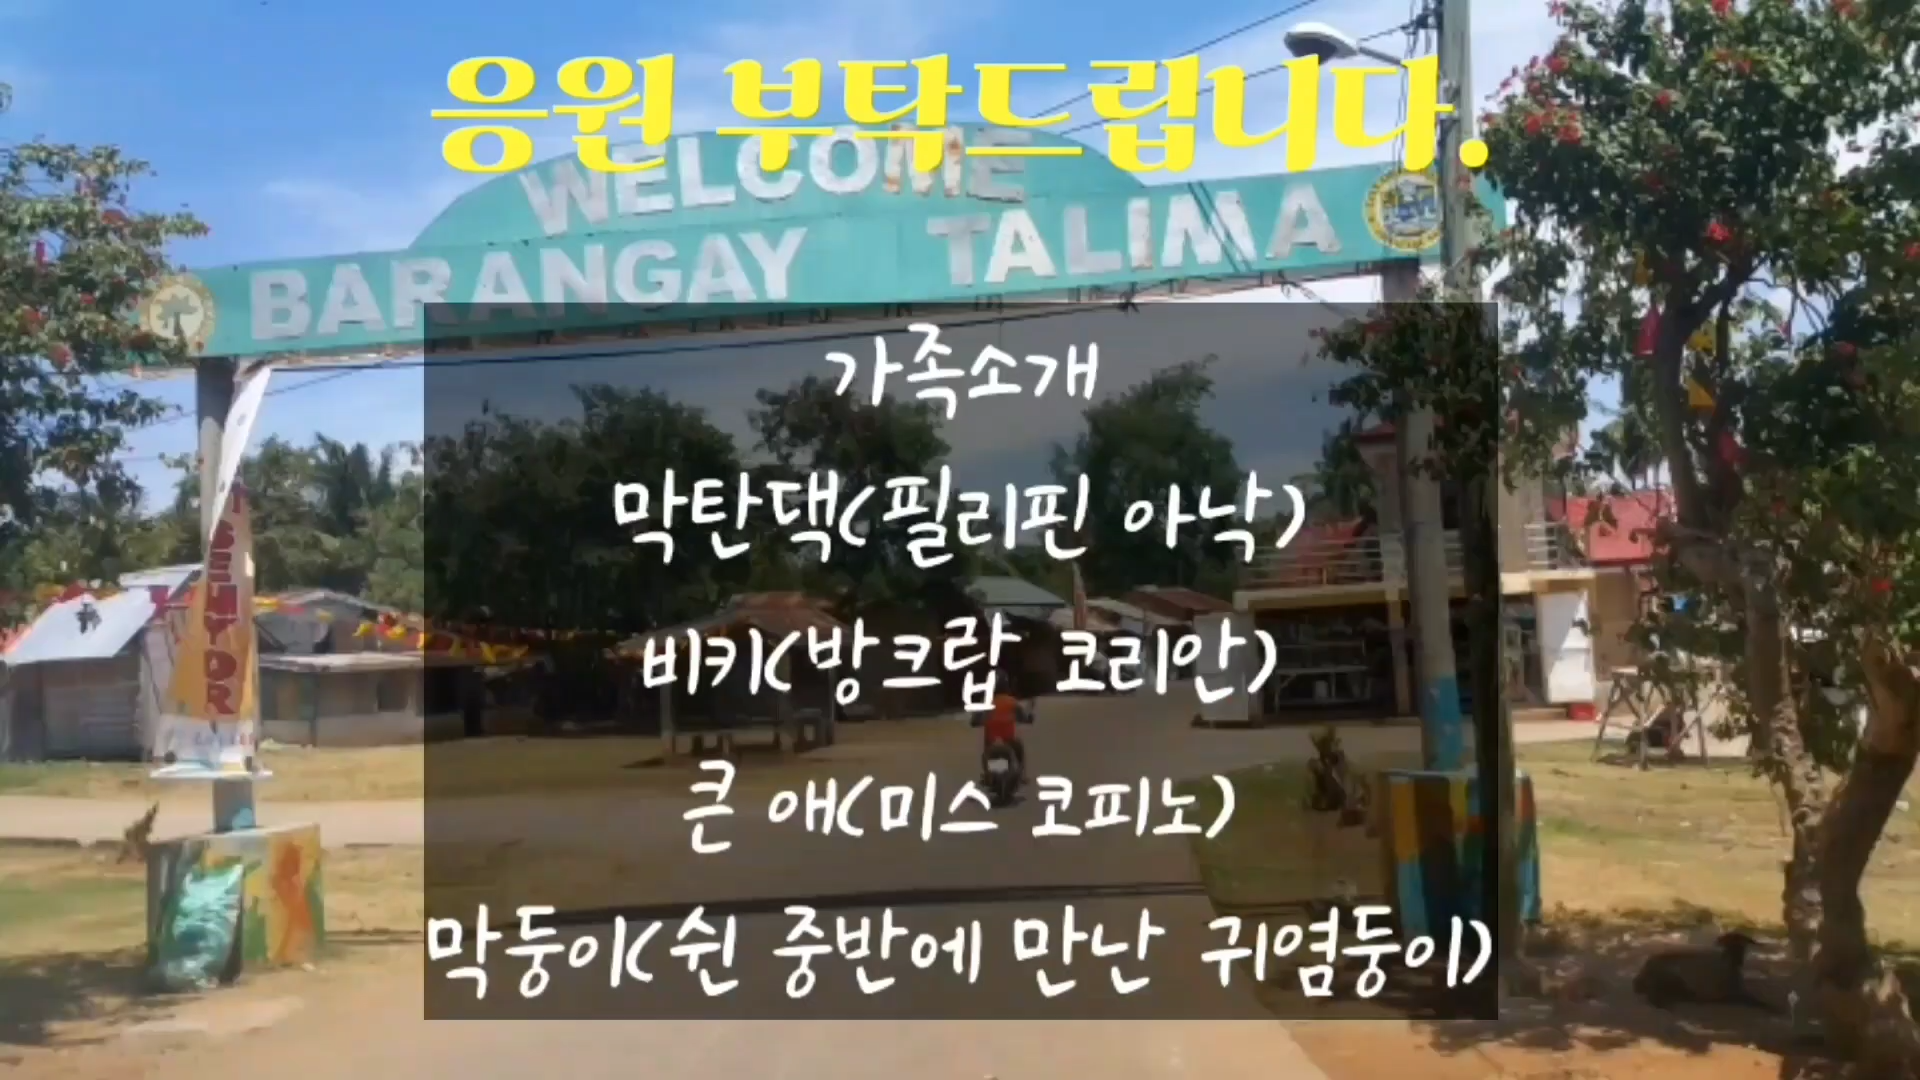 응원 부탁드립니다.
WELCOME
BARANGAY TALIMA
가족소개
막탄댁(필리핀 아낙)
비키(방크랍 코리안)
큰 애(미스 코피노)
막둥이(쉰 중반에 만난 귀염둥이)
SENYOR